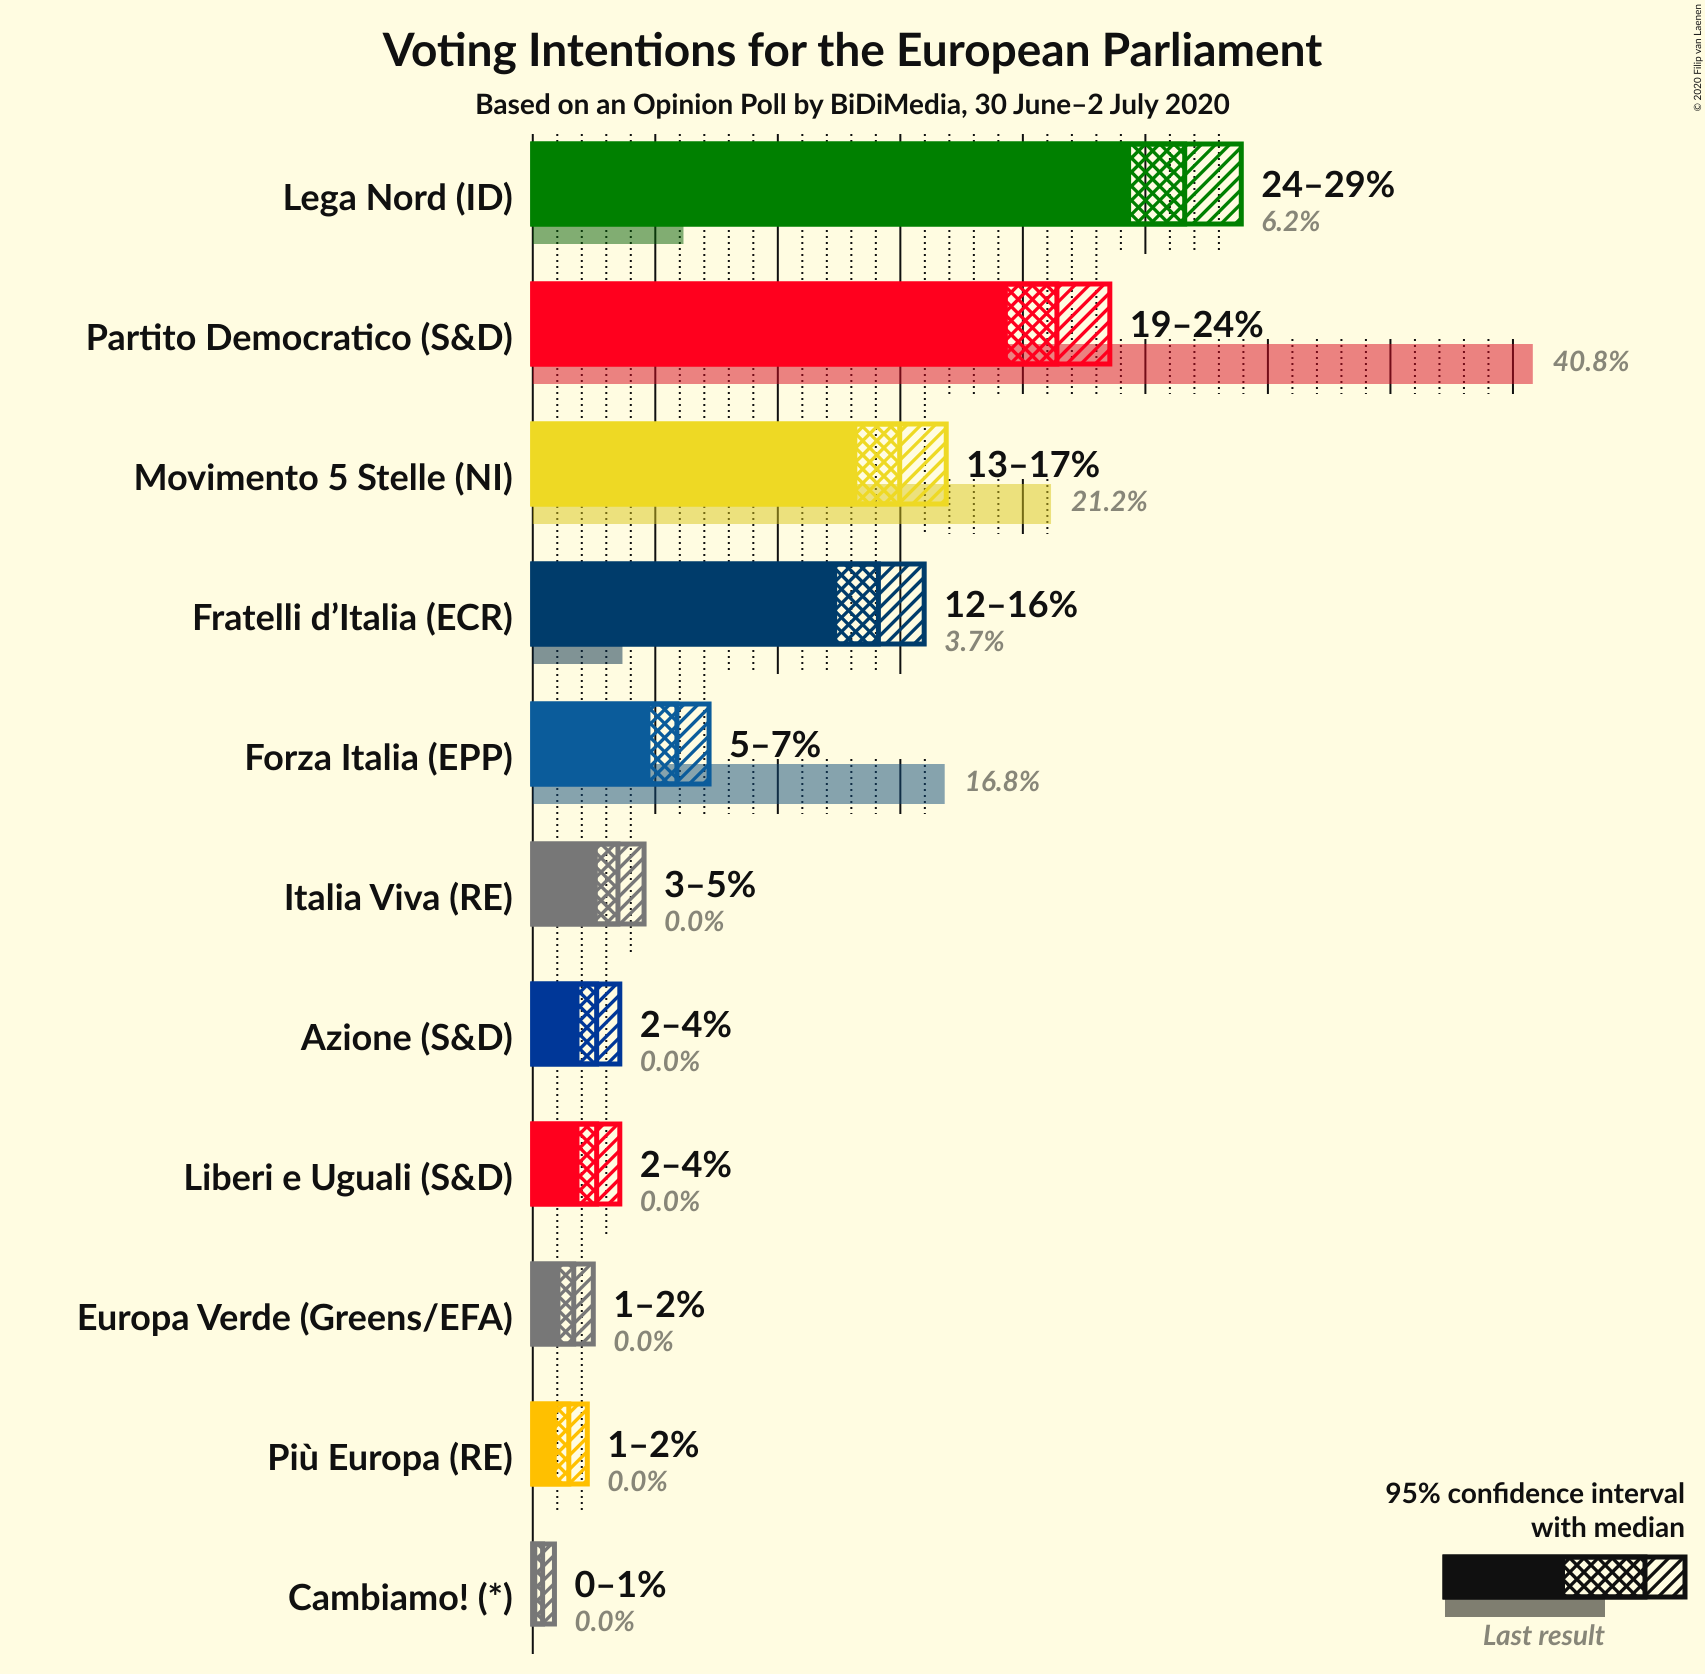 Voting Intentions for the European Parliament
Based on an Opinion Poll by BiDiMedia, 30 June–2 July 2020
© 2020 Filip van Laenen
Lega Nord (ID)
24–29%
6.2%
Partito Democratico (S&D)
19–24%
40.8%
Movimento 5 Stelle (NI)
13–17%
21.2%
Fratelli d’Italia (ECR)
12–16%
3.7%
Forza Italia (EPP)
5–7%
16.8%
Italia Viva (RE)
3–5%
0.0%
Azione (S&D)
2–4%
0.0%
Liberi e Uguali (S&D)
2–4%
0.0%
Europa Verde (Greens/EFA)
1–2%
0.0%
Più Europa (RE)
1–2%
0.0%
Cambiamo! (*)
0–1%
0.0%
95% confidence interval
with median
Last result